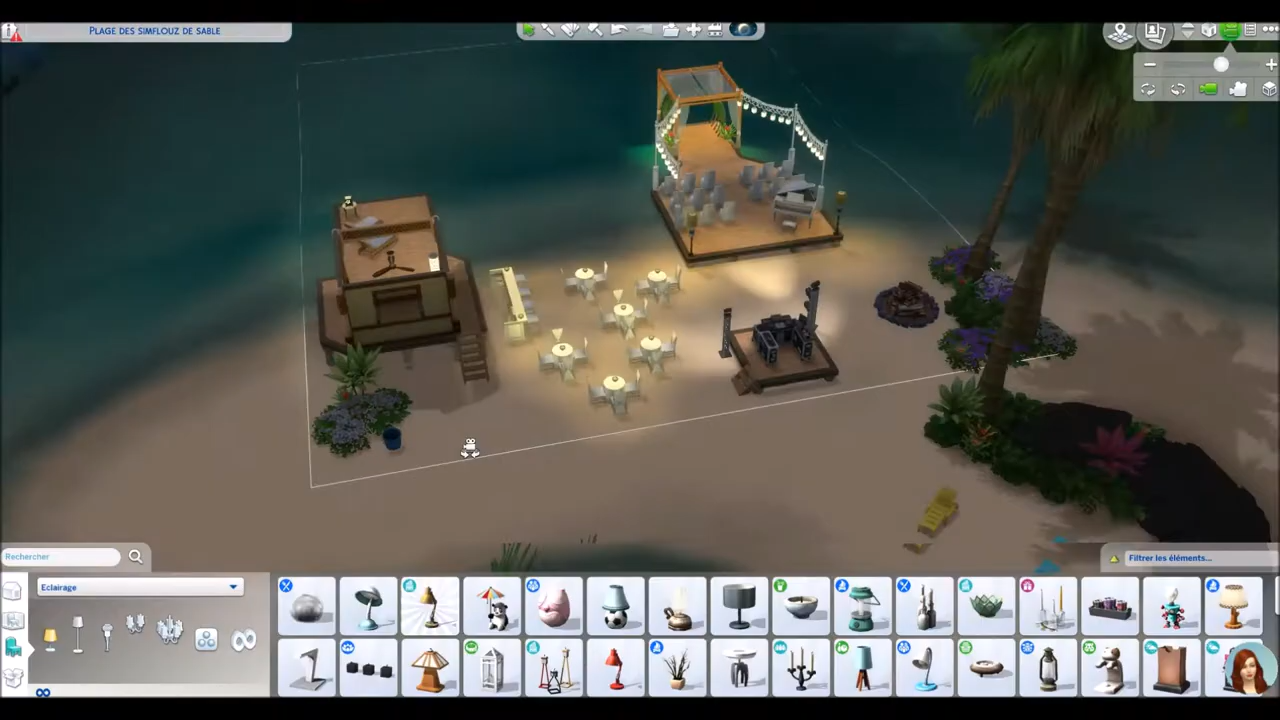 PLAGE DES SIMFLOUZ DE SABLE
Rechercher
Filtrer les éléments...
Eclairage